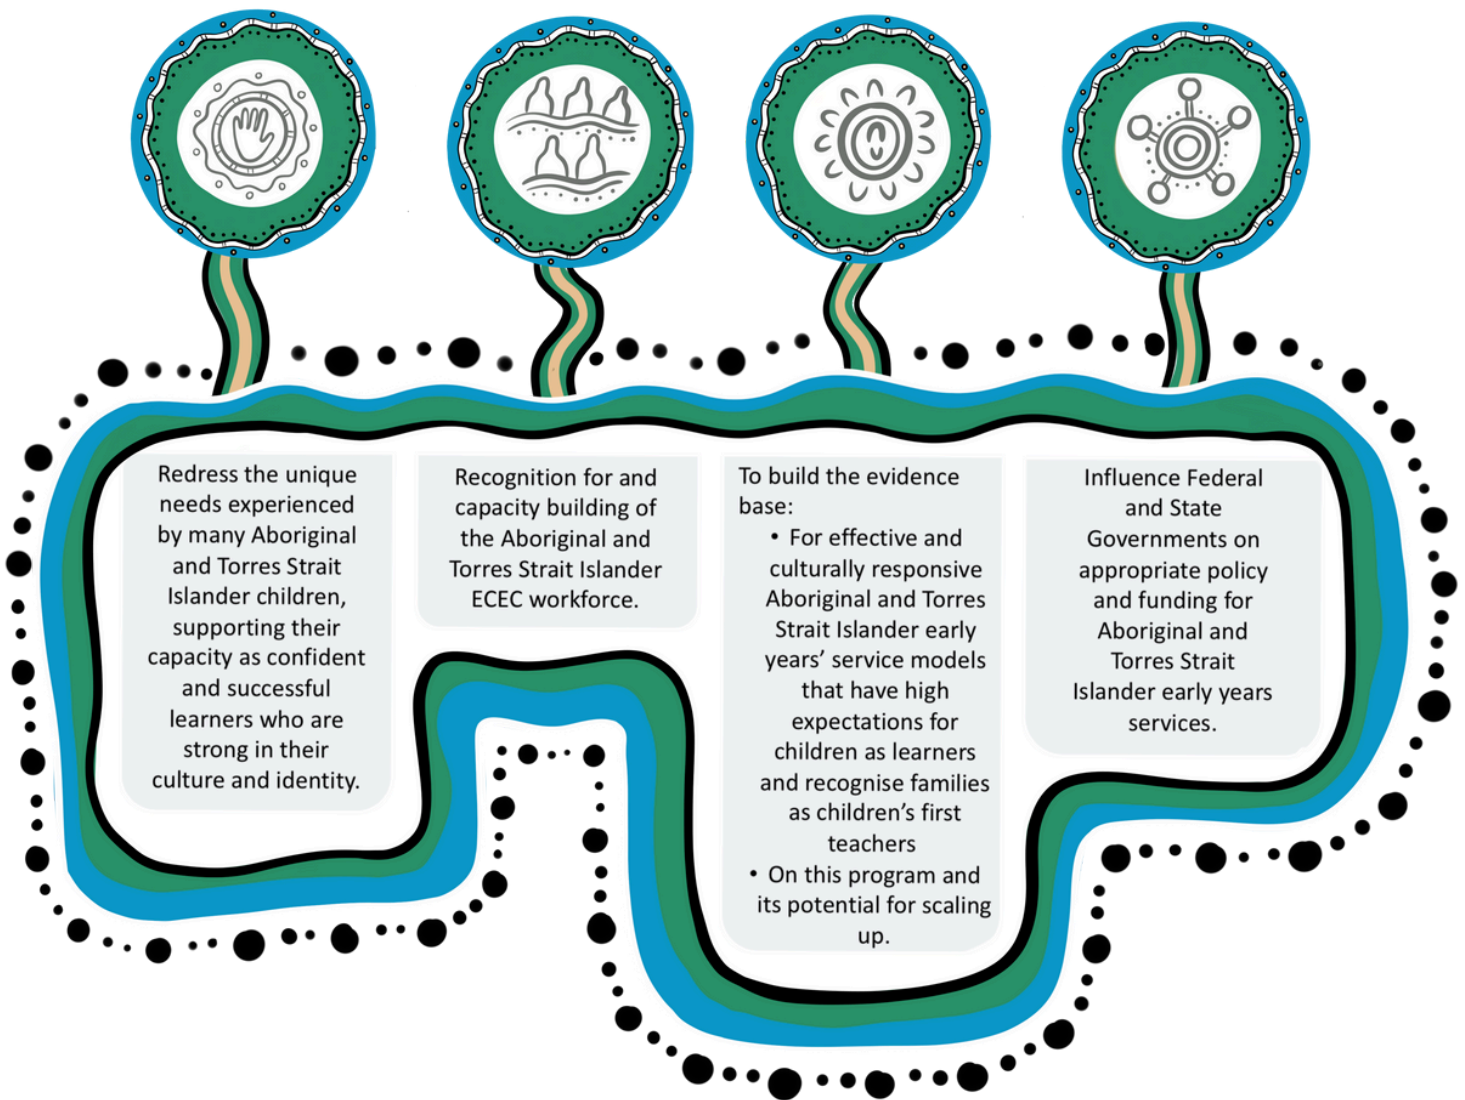 Redress the unique
needs experienced
by many Aboriginal
and Torres Strait
Islander children,
supporting their
capacity as confident
and successful
learners who are
strong in their
culture and identity.
Recognition for and
capacity building of
the Aboriginal and
Torres Strait Islander
ECEC workforce.
To build the evidence
base:
• For effective and
culturally responsive
Aboriginal and Torres
Strait Islander early
years’ service models
that have high
expectations for
children as learners
and recognise families
as children’s first
teachers
• On this program and
its potential for scaling
up.
Influence Federal
and State
Governments on
appropriate policy
and funding for
Aboriginal and
Torres Strait
Islander early years
services.